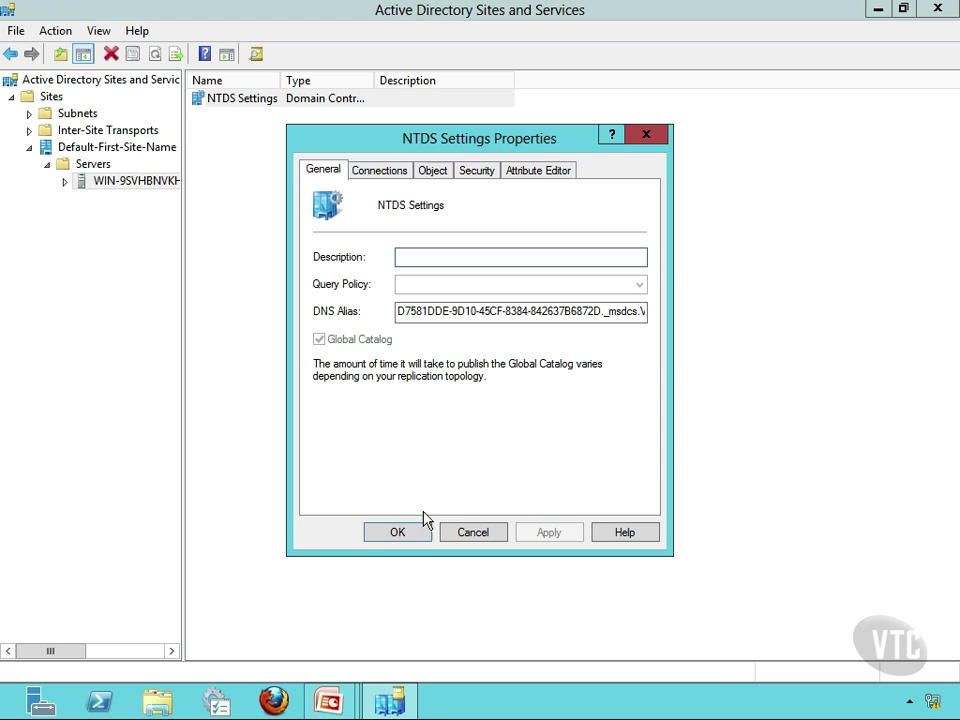 Active Directory Sites and Services
File Action View Help
Active Directory Sites and Servic
Sites
Subnets
Inter-Site Transports
Default-First-Site-Name
Servers
WIN-9SVHBNVKH
Name Type Description
NTDS Settings Domain Contr...
NTDS Settings Properties
General Connections Object Security Attribute Editor
NTDS Settings
Description:
Query Policy:
DNS Alias: D7581DDE-9D10-45CF-8384-842637B6872D._msdcs.V
Global Catalog
The amount of time it will take to publish the Global Catalog varies
depending on your replication topology.
OK Cancel Apply Help
VTC